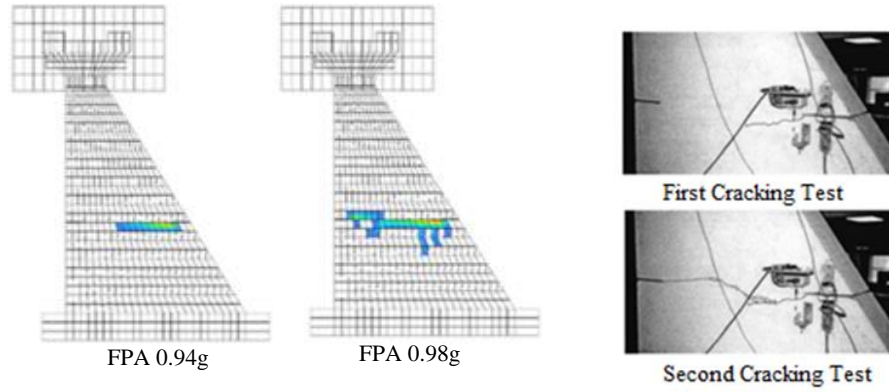 First Cracking Test
FPA 0.94g
FPA 0.98g
Second Cracking Test